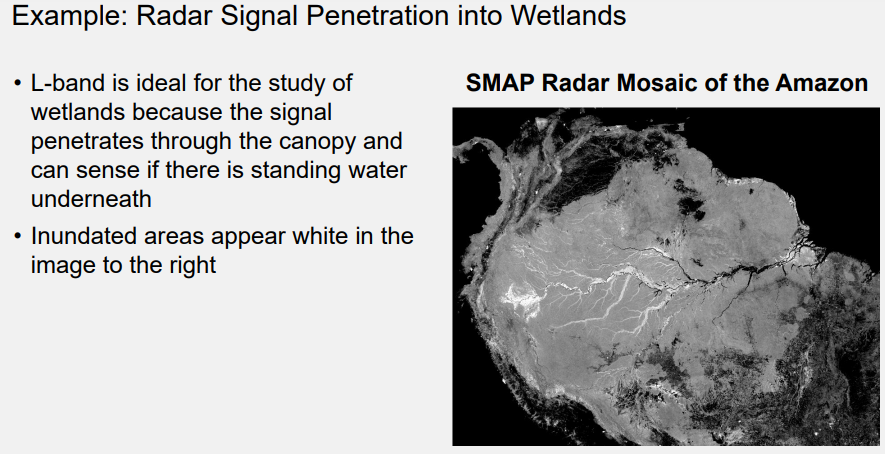 Example: Radar Signal Penetration into Wetlands
• L-band is ideal for the study of
wetlands because the signal
penetrates through the canopy and
can sense if there is standing water
underneath
• Inundated areas appear white in the
image to the right
SMAP Radar Mosaic of the Amazon